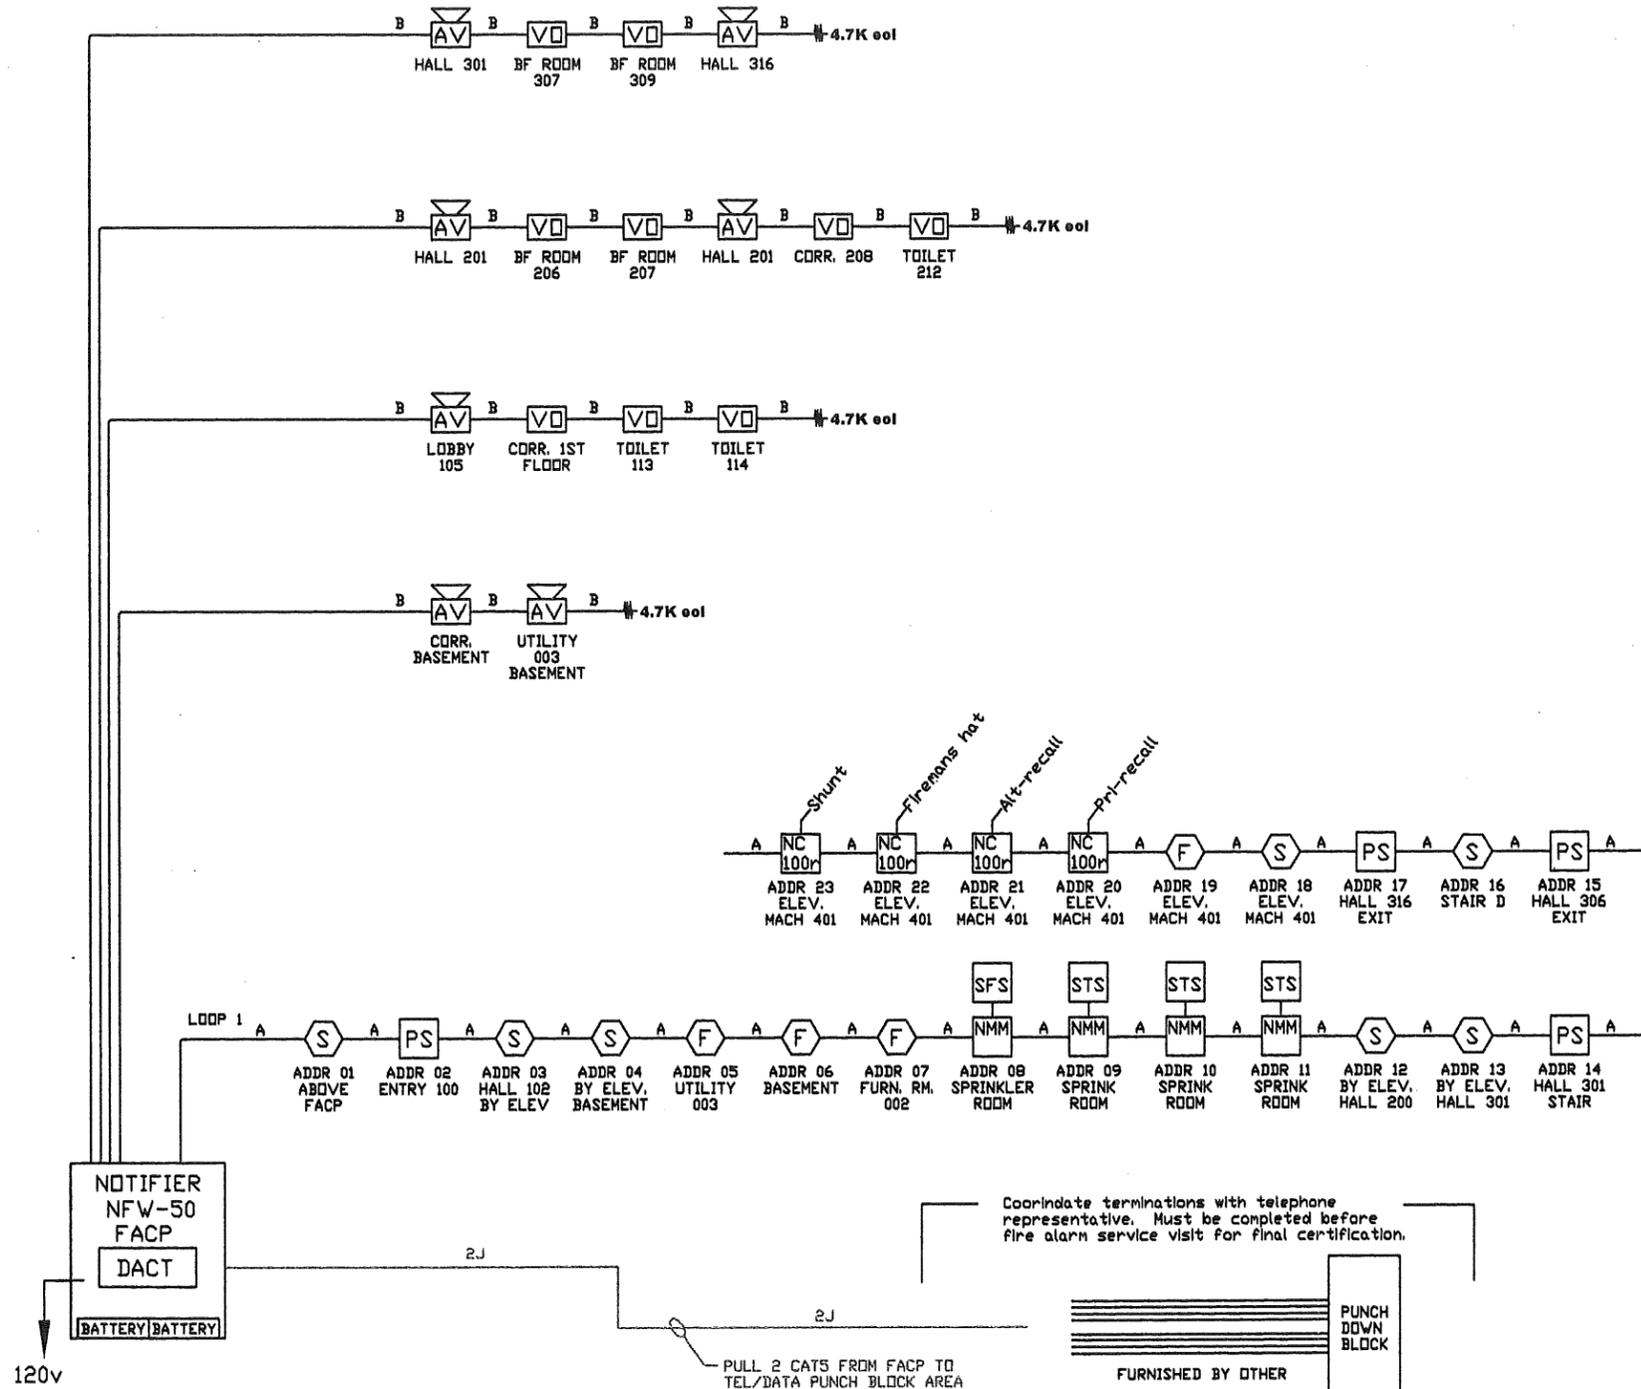 B B B B B
AV VO VO AV 4.7K eol
HALL 301 BF ROOM BF ROOM HALL 316
307 309
B B B B B B B
AV VO VO AV VO VO 4.7K eol
HALL 201 BF ROOM BF ROOM HALL 201 CORR. 208 TOILET
206 207 212
B B B B B
AV VO VO VO 4.7K eol
LOBBY CORR. 1ST TOILET TOILET
105 FLOOR 113 114
B B B
AV AV 4.7K eol
CORR. UTILITY
BASEMENT 003
BASEMENT
Shunt Firemans hat Alt-recall Pri-recall
A A A A A A A A A A
NC NC NC NC F S PS S PS
100r 100r 100r 100r
ADDR 23 ADDR 22 ADDR 21 ADDR 20 ADDR 19 ADDR 18 ADDR 17 ADDR 16 ADDR 15
ELEV. ELEV. ELEV. ELEV. ELEV. ELEV. HALL 316 STAIR D HALL 306
MACH 401 MACH 401 MACH 401 MACH 401 MACH 401 MACH 401 EXIT EXIT
SFS STS STS STS
LOOP 1
A A A A A A A A A A A A A A A
S PS S S F F F NMM NMM NMM NMM S S PS
ADDR 01 ADDR 02 ADDR 03 ADDR 04 ADDR 05 ADDR 06 ADDR 07 ADDR 08 ADDR 09 ADDR 10 ADDR 11 ADDR 12 ADDR 13 ADDR 14
ABOVE ENTRY 100 HALL 102 BY ELEV. UTILITY BASEMENT FURN. RM. SPRINKLER SPRINK SPRINK SPRINK BY ELEV. BY ELEV. HALL 301
FACP BY ELEV BASEMENT 003 002 ROOM ROOM ROOM ROOM HALL 200 HALL 301 STAIR
NOTIFIER
NFW-50
FACP
DACT
BATTERY BATTERY
120v
2J
2J
PULL 2 CAT5 FROM FACP TO
TEL/DATA PUNCH BLOCK AREA
Coorindate terminations with telephone
representative. Must be completed before
fire alarm service visit for final certification.
PUNCH
DOWN
BLOCK
FURNISHED BY OTHER